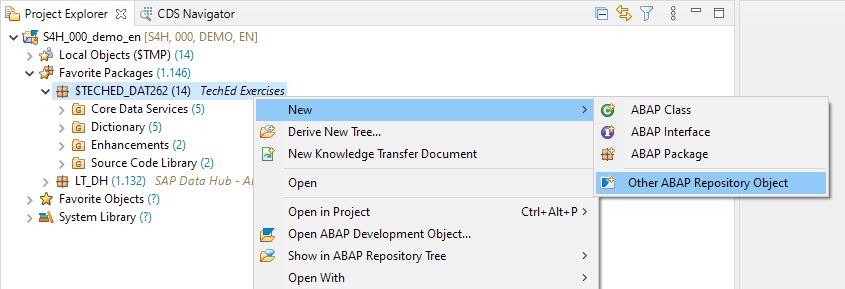 Project Explorer
CDS Navigator
S4H_000_demo_en [S4H, 000, DEMO, EN]
Local Objects ($TMP) (14)
Favorite Packages (1.146)
$TECHED_DAT262 (14) TechEd Exercises
Core Data Services (5)
Dictionary (2)
Enhancements (2)
Source Code Library (2)
LT_DH (1.132) SAP Data Hub - 
Favorite Objects (?)
System Library (?)
New
Derive New Tree...
New Knowledge Transfer Document
Open
Open in Project Ctrl+Alt+P
Open ABAP Development Object...
Show in ABAP Repository Tree
Open With
ABAP Class
ABAP Interface
ABAP Package
Other ABAP Repository Object